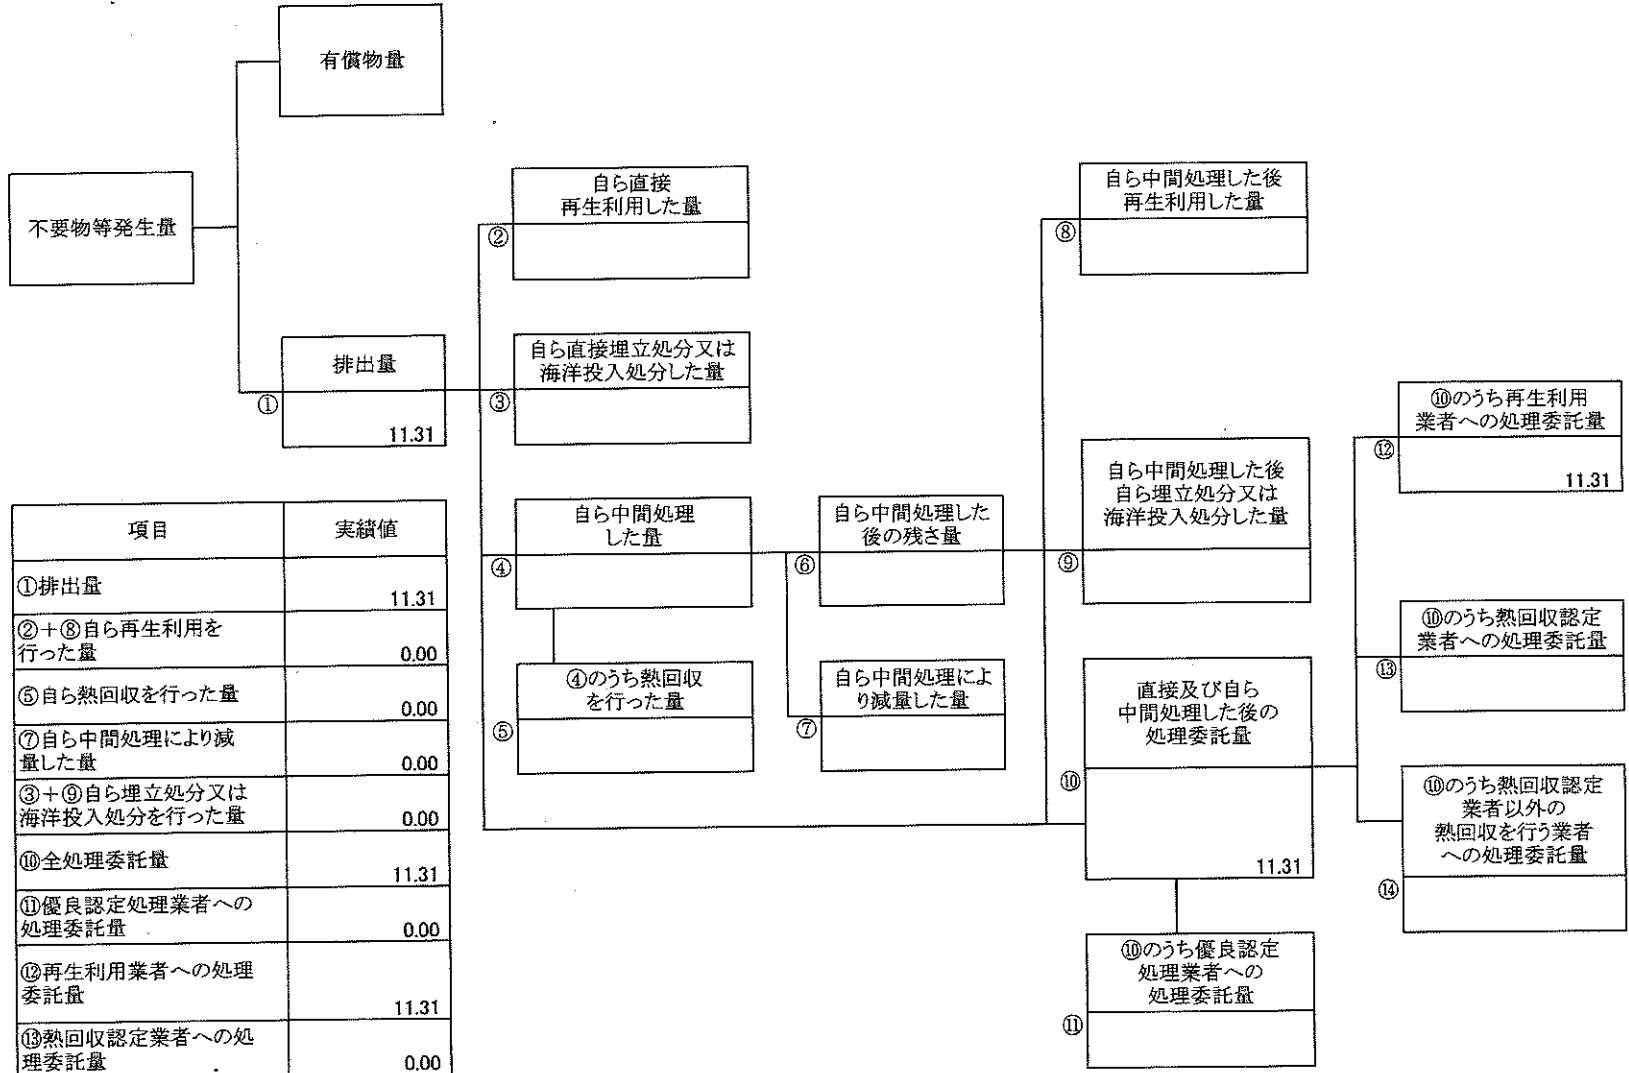 有償物量
不要物等発生量
排出量
①
11.31
自ら直接
再生利用した量
②
自ら直接埋立処分又は
海洋投入処分した量
③
自ら中間処理
した量
④
④のうち熱回収
を行った量
⑤
自ら中間処理した
後の残さ量
⑥
自ら中間処理によ
り減量した量
⑦
自ら中間処理した後
再生利用した量
⑧
自ら中間処理した後
自ら埋立処分又は
海洋投入処分した量
⑨
直接及び自ら
中間処理した後の
処理委託量
⑩
11.31
⑩のうち優良認定
処理業者への
処理委託量
⑪
⑩のうち再生利用
業者への処理委託量
⑫
11.31
⑩のうち熱回収認定
業者への処理委託量
⑬
⑩のうち熱回収認定
業者以外の
熱回収を行う業者
への処理委託量
⑭
項目 実績値
①排出量 11.31
②+⑧自ら再生利用を
行った量 0.00
⑤自ら熱回収を行った量 0.00
⑦自ら中間処理により減
量した量 0.00
③+⑨自ら埋立処分又は
海洋投入処分を行った量 0.00
⑩全処理委託量 11.31
⑪優良認定処理業者への
処理委託量 0.00
⑫再生利用業者への処理
委託量 11.31
⑬熱回収認定業者への処
理委託量 0.00